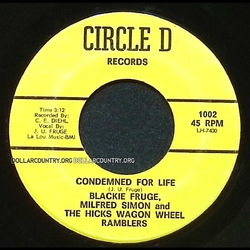 CIRCLE D
RECORDS
Time 3:12
Recorded By:
C. E. DIEHL
Vocal By:
J. U. FRUGE
La Lou Music-BMI
1002
45 RPM
LH-7430
DOLLARCOUNTRY.ORG DOLLARCOUNTRY.ORG
CONDEMNED FOR LIFE
(J. U. Fruge)
BLACKIE FRUGE,
MILFRED SIMON and
THE HICKS WAGON WHEEL
RAMBLERS